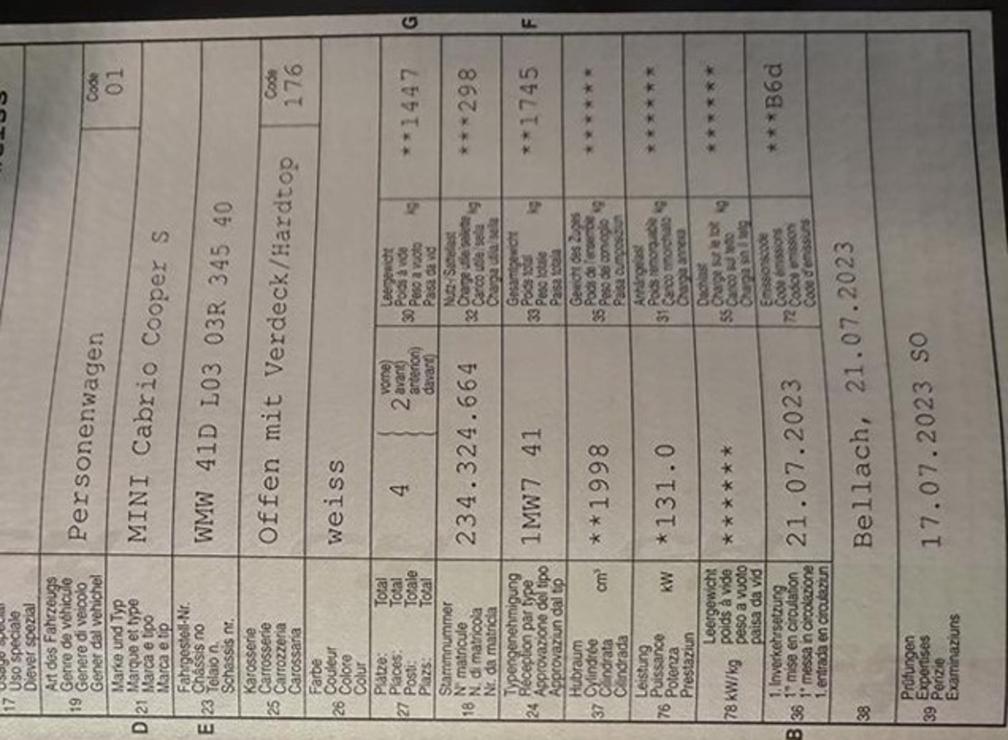 17
Uso speciale
Diever spezial
19 Art des Fahrzeugs
Genre de véhicule
Genere di veicolo
Gener dal vehichel
Personenwagen
Code
01
D 21 Marke und Typ
Marque et type
Marca e tipo
Marca e tip
MINI Cabrio Cooper S
E 23 Fahrgestell-Nr.
Châssis no
Telaio n.
Schassis nr.
WMW 41D L03 03R 345 40
25 Karosserie
Carrosserie
Carrozzeria
Carossaria
Offen mit Verdeck/Hardtop
Code
176
26 Farbe
Couleur
Colore
Colur
weiss
27 Plätze: Total
Places: Total
Posti: Totale
Plazs: Total
4 } 2 vorne)
avant)
anteriori)
davant)
30 Leergewicht
Poids à vide
Peso a vuoto
Paisa da vid
kg
**1447
G
18 Stammnummer
N° matricule
N. di matricola
Nr. da matricla
234.324.664
32 Nutz-/Sattellast
Charge utile/sellette
Carico utile/sella
Chargia utila/sella
kg
***298
24 Typengenehmigung
Réception par type
Approvazione del tipo
Approvaziun dal tip
1MW7 41
33 Gesamtgewicht
Poids total
Peso totale
Paisa totala
kg
**1745
F
37 Hubraum
Cylindrée
Cilindrata
Cilindrada
cm³
**1998
35 Gewicht des Zuges
Poids de l'ensemble
Peso del convoglio
Paisa cumposiziun
kg
******
76 Leistung
Puissance
Potenza
Prestaziun
kW
*131.0
31 Anhängelast
Poids remorquable
Carico rimorchiato
Chargia annexa
kg
******
78 kW/kg Leergewicht
poids à vide
peso a vuoto
paisa da vid
******
55 Dachlast
Charge sur le toit
Carico sul tetto
Chargia sin il tetg
kg
******
B 36 1. Inverkehrsetzung
1re mise en circulation
1a messa in circolazione
1. entrada en circulaziun
21.07.2023
72 Emissionscode
Code émissions
Codice emissioni
Code d'emissiuns
***B6d
38
Bellach, 21.07.2023
39 Prüfungen
Expertises
Perizie
Examinaziuns
17.07.2023 SO